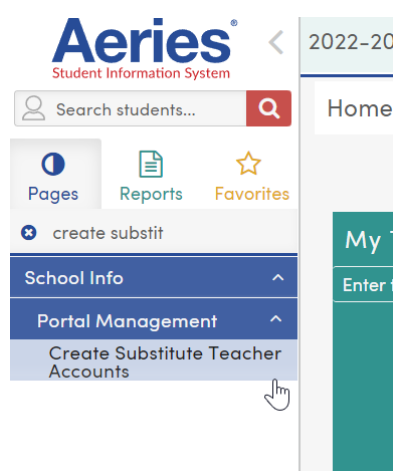 Aeries®
Student Information System
2022-20
Search students...
Home
Pages
Reports
Favorites
create substit
My
School Info
Enter
Portal Management
Create Substitute Teacher
Accounts